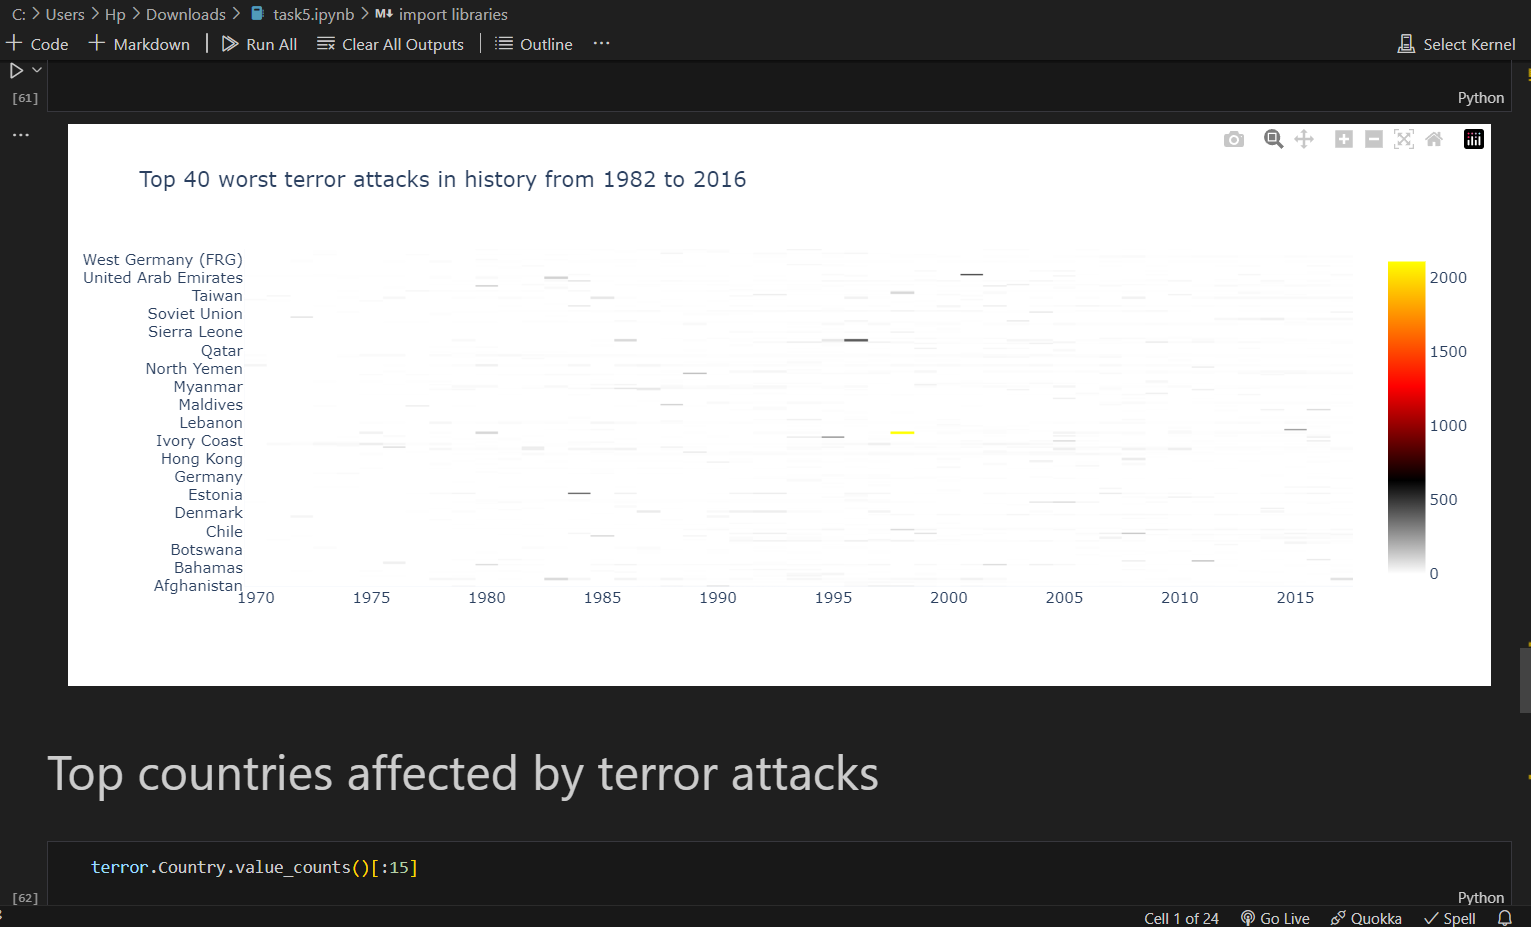 C: > Users > Hp > Downloads > task5.ipynb > M↓ import libraries
+ Code + Markdown | Run All Clear All Outputs | Outline ... Select Kernel
[61]
Python
...
Top 40 worst terror attacks in history from 1982 to 2016
West Germany (FRG)
United Arab Emirates
Taiwan
Soviet Union
Sierra Leone
Qatar
North Yemen
Myanmar
Maldives
Lebanon
Ivory Coast
Hong Kong
Germany
Estonia
Denmark
Chile
Botswana
Bahamas
Afghanistan
1970 1975 1980 1985 1990 1995 2000 2005 2010 2015
2000
1500
1000
500
0
Top countries affected by terror attacks
terror.Country.value_counts()[:15]
[62]
Python
Cell 1 of 24 Go Live Quokka Spell